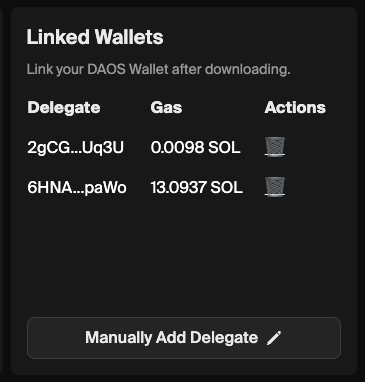 Linked Wallets
Link your DAOS Wallet after downloading.
Delegate Gas Actions
2gCG...Uq3U 0.0098 SOL
6HNA...paWo 13.0937 SOL
Manually Add Delegate